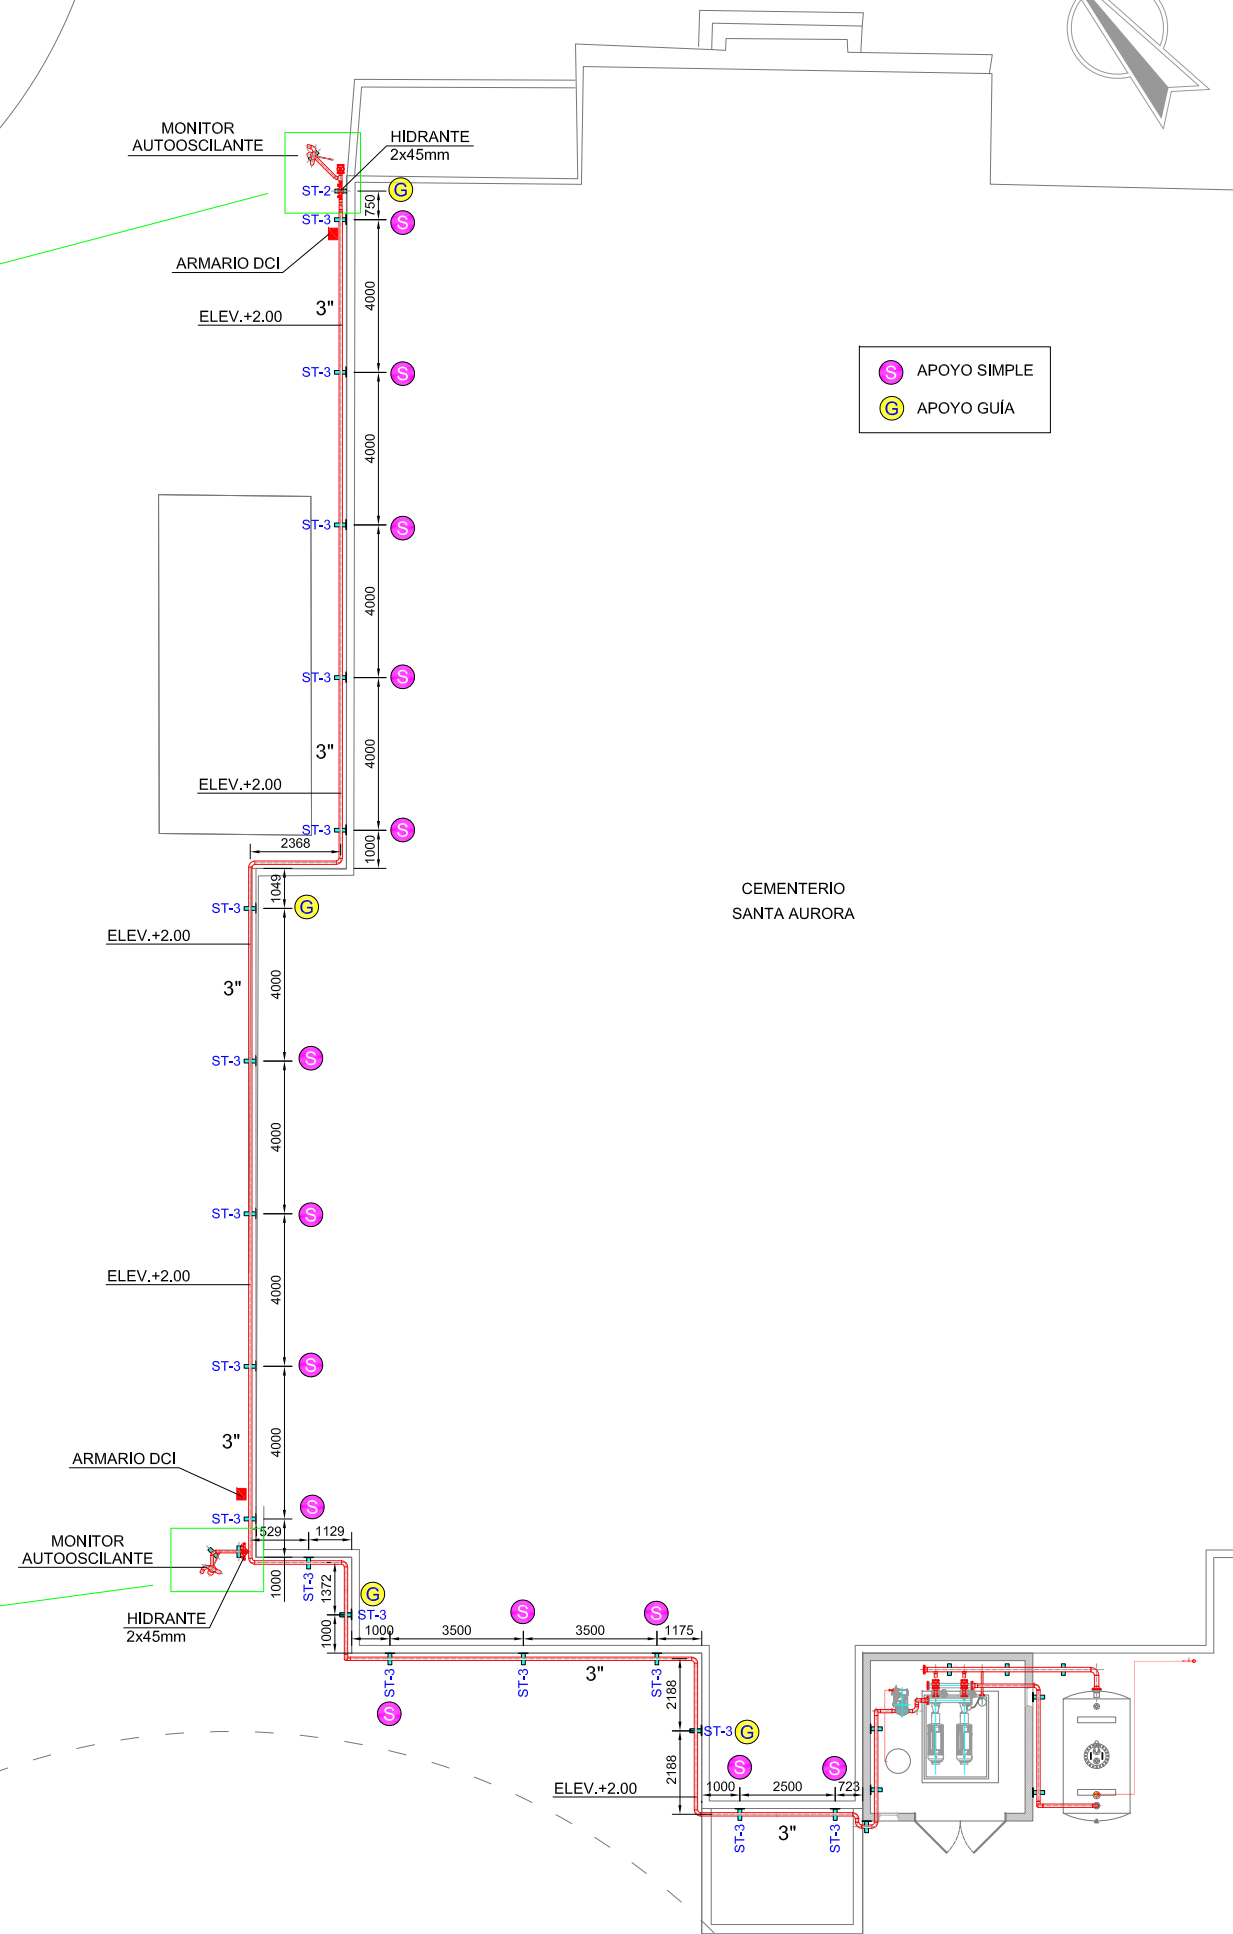 MONITOR
AUTOOSCILANTE
HIDRANTE
2x45mm
ST-2
G
750
ST-3
S
ARMARIO DCI
4000
3"
ELEV.+2.00
ST-3
S
S APOYO SIMPLE
G APOYO GUÍA
4000
ST-3
S
4000
ST-3
S
3"
4000
ELEV.+2.00
ST-3
S
2368
1000
1049
CEMENTERIO
SANTA AURORA
ST-3
G
ELEV.+2.00
3"
4000
ST-3
S
4000
ST-3
S
ELEV.+2.00
4000
ST-3
S
3"
4000
ARMARIO DCI
ST-3
S
1529
1129
MONITOR
AUTOOSCILANTE
1000
ST-3
1372
G
ST-3
HIDRANTE
2x45mm
1000
1000
3500
S
3500
S
1175
ST-3
ST-3
3"
ST-3
S
2188
ST-3
G
2188
S
S
ELEV.+2.00
1000
2500
723
ST-3
3"
ST-3